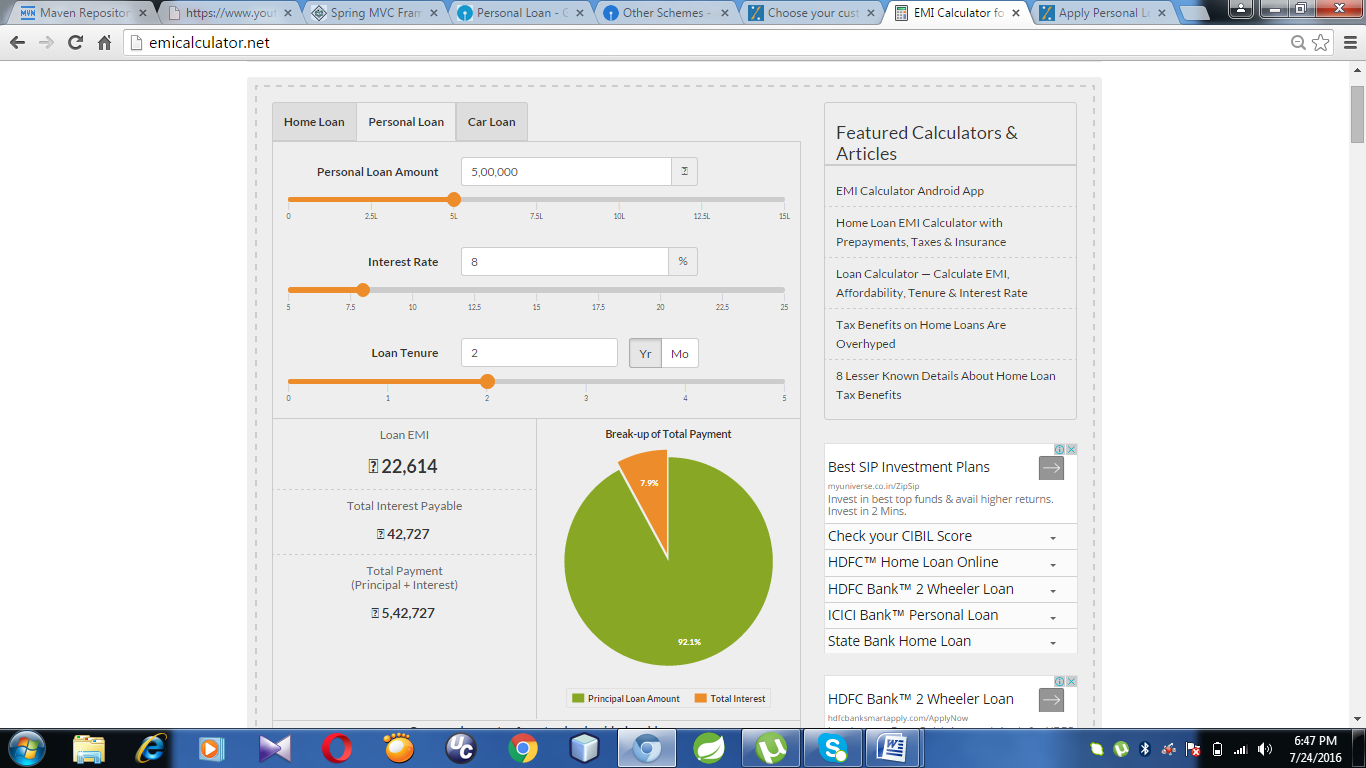 Maven Repositor
https://www.yout
Spring MVC Fram
Personal Loan - C
Other Schemes -
Choose your cust
EMI Calculator fo
Apply Personal L
emicalculator.net
Home Loan
Personal Loan
Car Loan
Personal Loan Amount
5,00,000
0 2.5L 5L 7.5L 10L 12.5L 15L
Interest Rate
8
%
5 7.5 10 12.5 15 17.5 20 22.5 25
Loan Tenure
2
Yr
Mo
0 1 2 3 4 5
Loan EMI
22,614
Total Interest Payable
42,727
Total Payment
(Principal + Interest)
5,42,727
Break-up of Total Payment
7.9%
92.1%
Principal Loan Amount
Total Interest
Featured Calculators &
Articles
EMI Calculator Android App
Home Loan EMI Calculator with
Prepayments, Taxes & Insurance
Loan Calculator — Calculate EMI,
Affordability, Tenure & Interest Rate
Tax Benefits on Home Loans Are
Overhyped
8 Lesser Known Details About Home Loan
Tax Benefits
Best SIP Investment Plans
myuniverse.co.in/ZipSip
Invest in best top funds & avail higher returns.
Invest in 2 Mins.
Check your CIBIL Score
HDFC™ Home Loan Online
HDFC Bank™ 2 Wheeler Loan
ICICI Bank™ Personal Loan
State Bank Home Loan
HDFC Bank™ 2 Wheeler Loan
hdfcbanksmartapply.com/ApplyNow
6:47 PM
7/24/2016